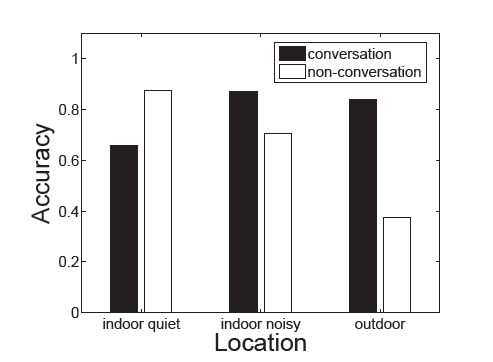 conversation
non-conversation
1
0.8
0.6
0.4
0.2
0
Accuracy
indoor quiet
indoor noisy
outdoor
Location